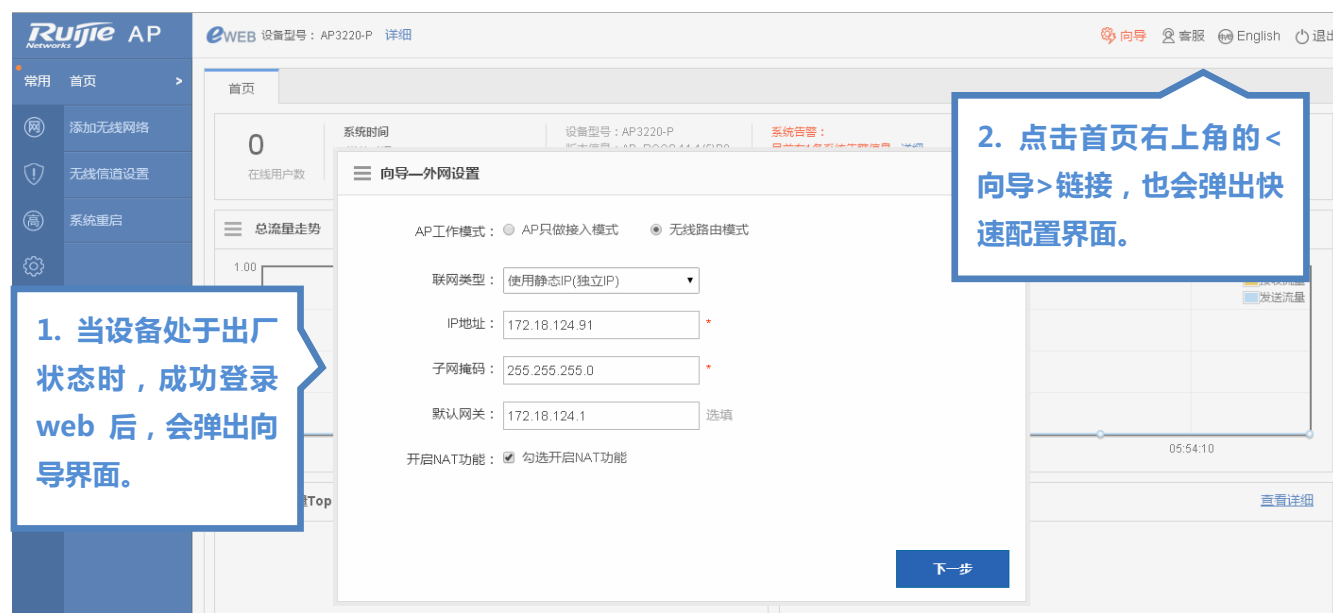 Ruijie AP
Networks
eWEB 设备型号：AP3220-P 详细
向导 客服 English 退出
常用 首页 >
首页
网 添加无线网络
无线信道设置
高 系统重启
0
在线用户数
系统时间
设备型号：AP3220-P
系统告警：
详细
总流量走势
1.00
向导—外网设置
AP工作模式： AP只做接入模式 无线路由模式
联网类型： 使用静态IP(独立IP)
IP地址： 172.18.124.91 *
子网掩码： 255.255.255.0 *
默认网关： 172.18.124.1 选填
开启NAT功能： 勾选开启NAT功能
下一步
1. 当设备处于出厂
状态时，成功登录
web 后，会弹出向
导界面。
2. 点击首页右上角的<
向导>链接，也会弹出快
速配置界面。
发送流量
05:54:10
Top
查看详细